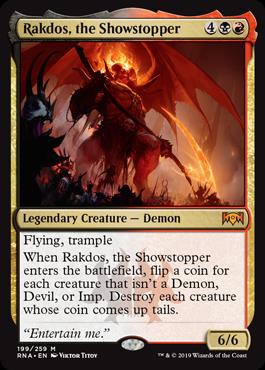 Rakdos, the Showstopper 4
Legendary Creature — Demon
Flying, trample
When Rakdos, the Showstopper
enters the battlefield, flip a coin for
each creature that isn't a Demon,
Devil, or Imp. Destroy each creature
whose coin comes up tails.
"Entertain me."
6/6
199/259 M
RNA • EN Viktor Titov
™ & © 2019 Wizards of the Coast